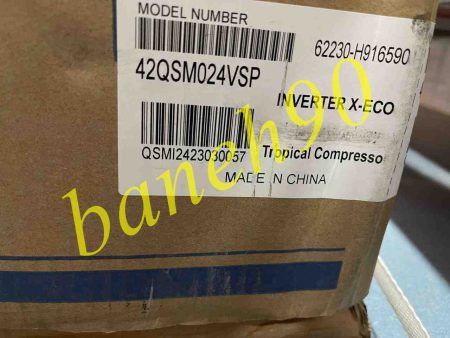 MODEL NUMBER
62230-H916590
42QSM024VSP
INVERTER X-ECO
QSMI2423030057
Tropical Compresso
MADE IN CHINA
baneh90